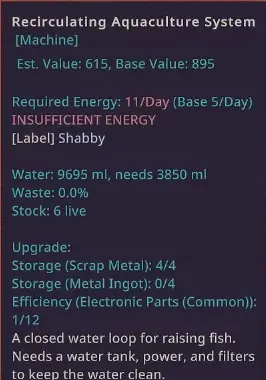 Recirculating Aquaculture System
[Machine]
Est. Value: 615, Base Value: 895
Required Energy: 11/Day (Base 5/Day)
INSUFFICIENT ENERGY
[Label] Shabby
Water: 9695 ml, needs 3850 ml
Waste: 0.0%
Stock: 6 live
Upgrade:
Storage (Scrap Metal): 4/4
Storage (Metal Ingot): 0/4
Efficiency (Electronic Parts (Common)):
1/12
A closed water loop for raising fish.
Needs a water tank, power, and filters
to keep the water clean.